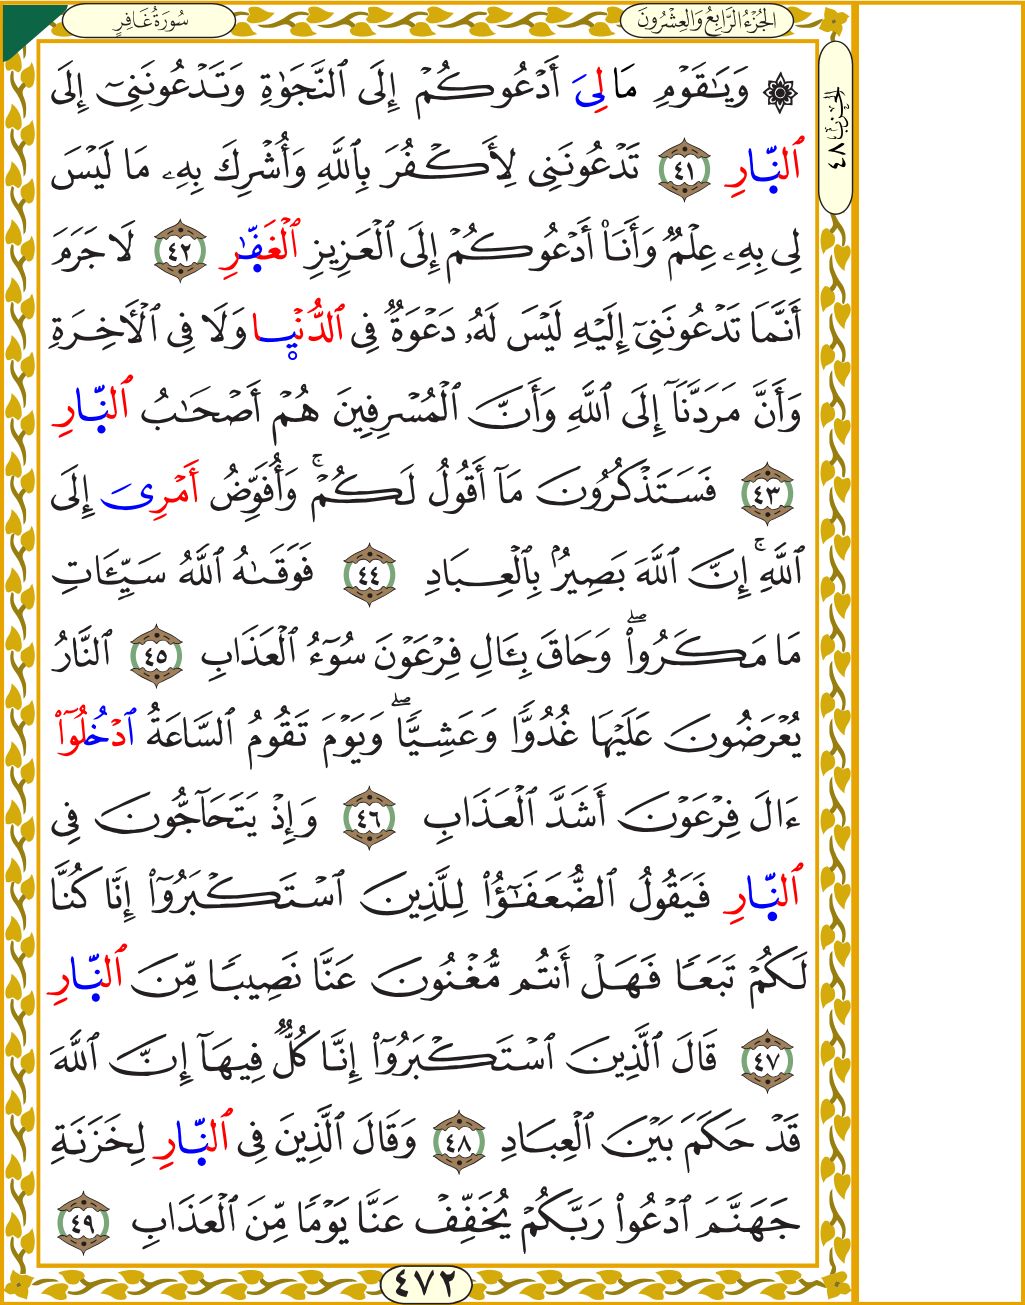 سُورَةُ غَافِرٍ
الجُزْءُ الرَّابِعُ وَالعِشْرُونَ
الحِزْبُ ٤٨
۞ وَيَٰقَوْمِ مَا لِىَ أَدْعُوكُمْ إِلَى ٱلنَّجَوٰةِ وَتَدْعُونَنِىٓ إِلَى
ٱلنَّارِ ٤١ تَدْعُونَنِى لِأَكْفُرَ بِٱللَّهِ وَأُشْرِكَ بِهِۦ مَا لَيْسَ
لِى بِهِۦ عِلْمٌ وَأَنَا۠ أَدْعُوكُمْ إِلَى ٱلْعَزِيزِ ٱلْغَفَّٰرِ ٤٢ لَا جَرَمَ
أَنَّمَا تَدْعُونَنِىٓ إِلَيْهِ لَيْسَ لَهُۥ دَعْوَةٌ فِى ٱلدُّنْيَا وَلَا فِى ٱلْأَخِرَةِ
وَأَنَّ مَرَدَّنَآ إِلَى ٱللَّهِ وَأَنَّ ٱلْمُسْرِفِينَ هُمْ أَصْحَٰبُ ٱلنَّارِ
٤٣ فَسَتَذْكُرُونَ مَآ أَقُولُ لَكُمْ ۚ وَأُفَوِّضُ أَمْرِىَ إِلَى
ٱللَّهِ ۚ إِنَّ ٱللَّهَ بَصِيرٌۢ بِٱلْعِبَادِ ٤٤ فَوَقَىٰهُ ٱللَّهُ سَيِّـَٔاتِ
مَا مَكَرُوا۟ ۖ وَحَاقَ بِـَٔالِ فِرْعَوْنَ سُوٓءُ ٱلْعَذَابِ ٤٥ ٱلنَّارُ
يُعْرَضُونَ عَلَيْهَا غُدُوًّا وَعَشِيًّا ۖ وَيَوْمَ تَقُومُ ٱلسَّاعَةُ ٱدْخُلُوٓا۟
ءَالَ فِرْعَوْنَ أَشَدَّ ٱلْعَذَابِ ٤٦ وَإِذْ يَتَحَآجُّونَ فِى
ٱلنَّارِ فَيَقُولُ ٱلضُّعَفَٰٓؤُا۟ لِلَّذِينَ ٱسْتَكْبَرُوٓا۟ إِنَّا كُنَّا
لَكُمْ تَبَعًا فَهَلْ أَنتُم مُّغْنُونَ عَنَّا نَصِيبًا مِّنَ ٱلنَّارِ
٤٧ قَالَ ٱلَّذِينَ ٱسْتَكْبَرُوٓا۟ إِنَّا كُلٌّ فِيهَآ إِنَّ ٱللَّهَ
قَدْ حَكَمَ بَيْنَ ٱلْعِبَادِ ٤٨ وَقَالَ ٱلَّذِينَ فِى ٱلنَّارِ لِخَزَنَةِ
جَهَنَّمَ ٱدْعُوا۟ رَبَّكُمْ يُخَفِّفْ عَنَّا يَوْمًا مِّنَ ٱلْعَذَابِ ٤٩
٤٧٢